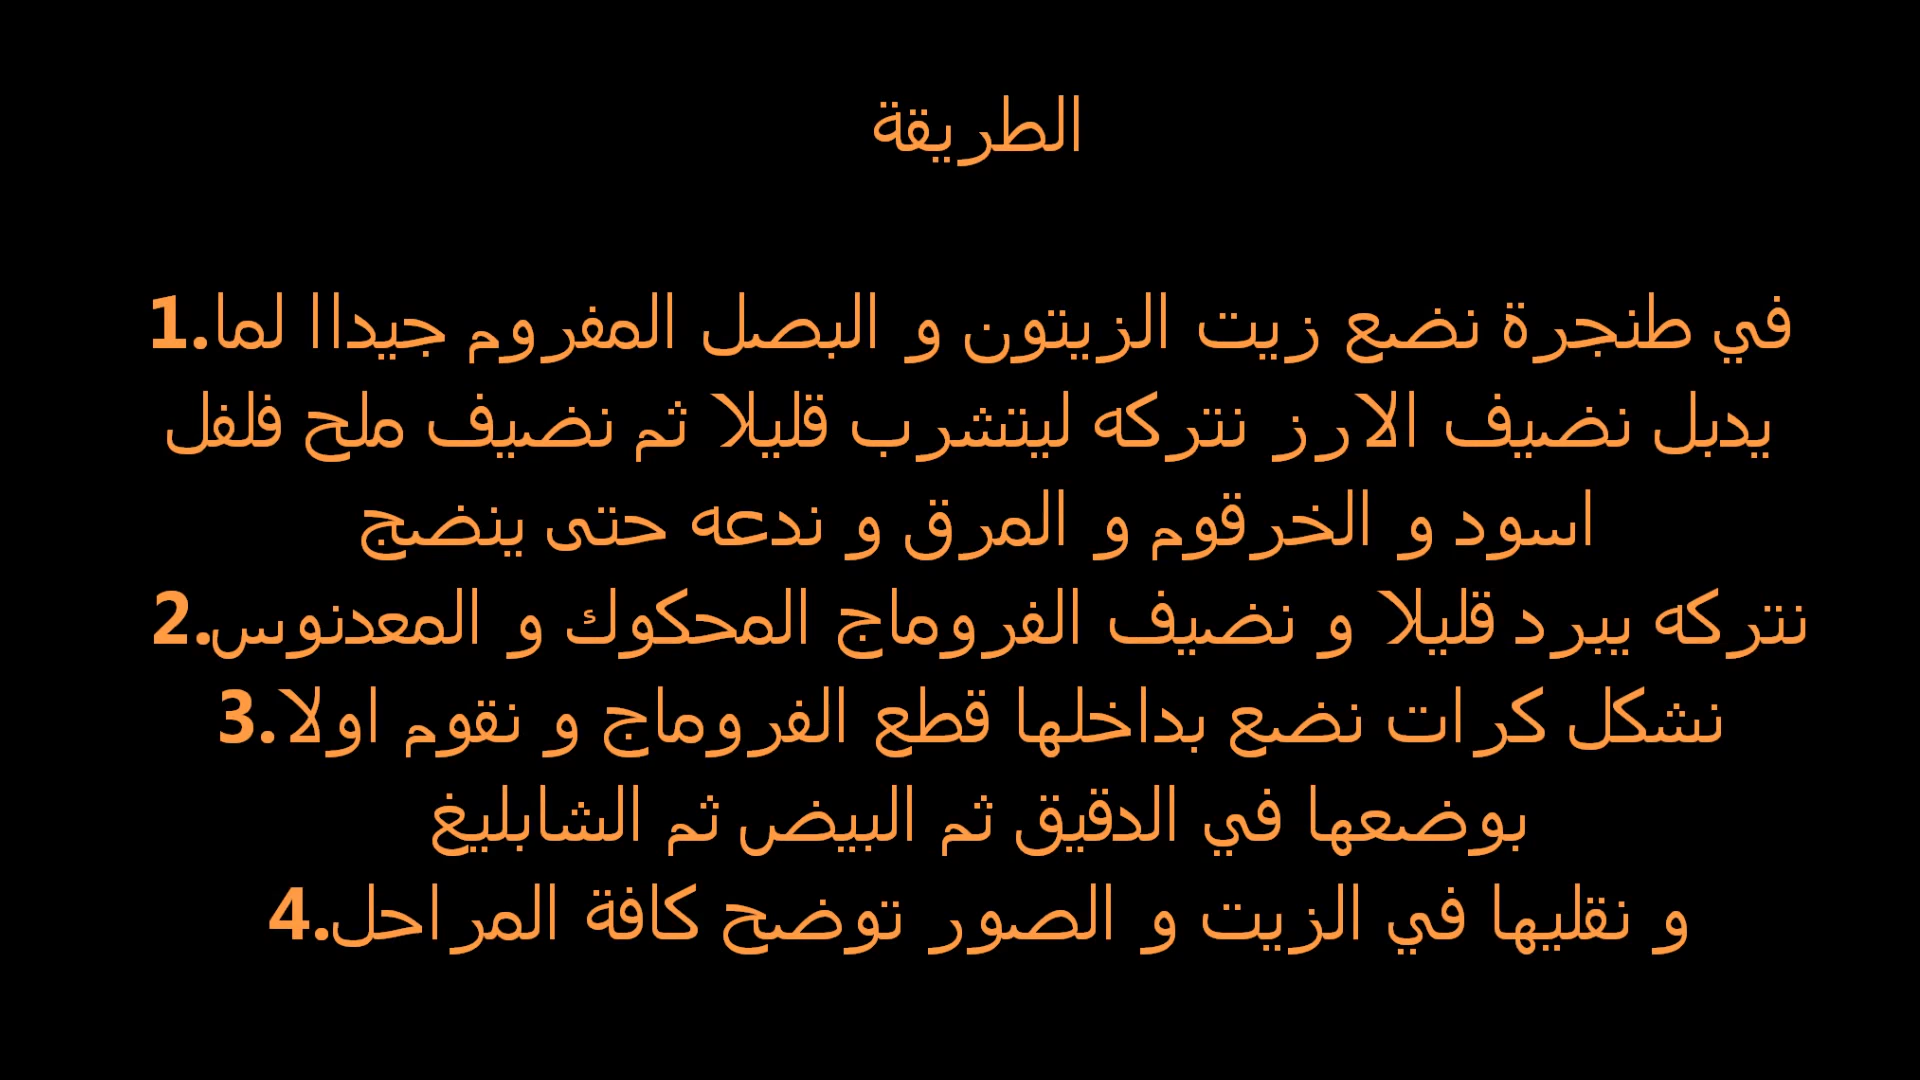 الطريقة
1.في طنجرة نضع زيت الزيتون و البصل المفروم جيداا لما
يدبل نضيف الارز نتركه ليتشرب قليلا ثم نضيف ملح فلفل
اسود و الخرقوم و المرق و ندعه حتى ينضج
2.نتركه يبرد قليلا و نضيف الفروماج المحكوك و المعدنوس
3.نشكل كرات نضع بداخلها قطع الفروماج و نقوم اولا
بوضعها في الدقيق ثم البيض ثم الشابليغ
4.و نقليها في الزيت و الصور توضح كافة المراحل